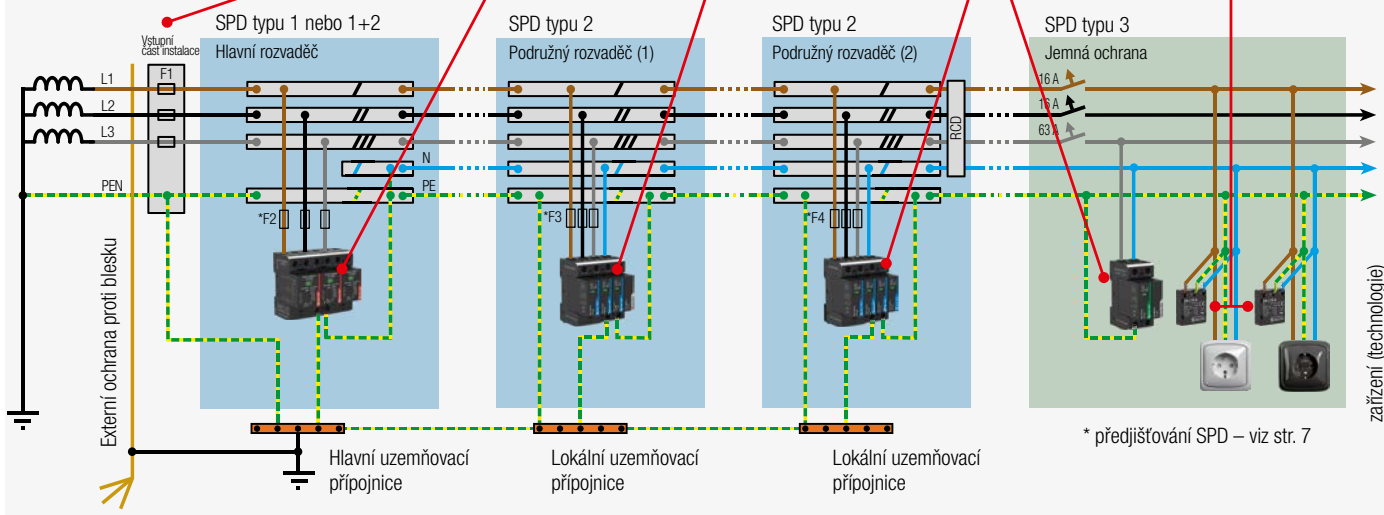 SPD typu 1 nebo 1+2
SPD typu 2
SPD typu 2
SPD typu 3
Vstupní
část instalace
Hlavní rozvaděč
Podružný rozvaděč (1)
Podružný rozvaděč (2)
Jemná ochrana
F1
L1
L2
L3
PEN
N
PE
RCD
16 A
16 A
63 A
*F2
*F3
*F4
Externí ochrana proti blesku
zařízení (technologie)
* předjišťování SPD – viz str. 7
Hlavní uzemňovací
přípojnice
Lokální uzemňovací
přípojnice
Lokální uzemňovací
přípojnice